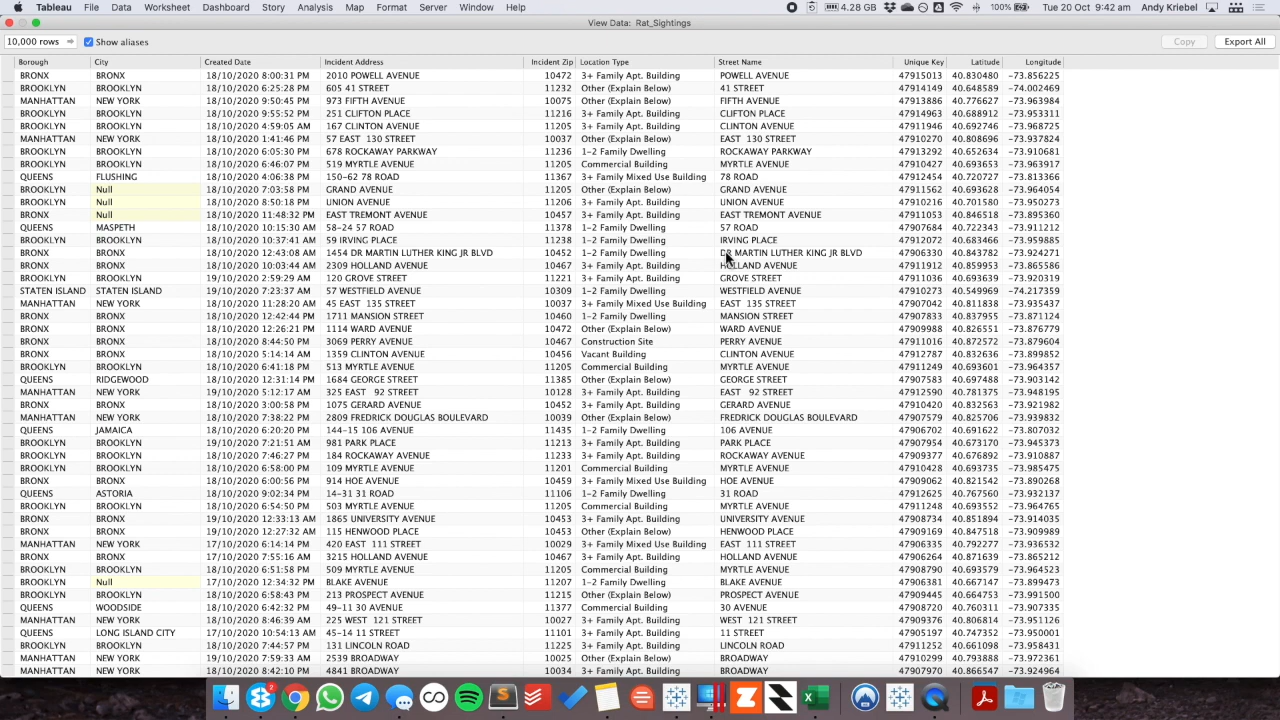 Tableau File Data Worksheet Dashboard Story Analysis Map Format Server Window Help 4.28 GB 100% Tue 20 Oct 9:42 am Andy Kriebel
View Data: Rat_Sightings
10,000 rows Show aliases Copy Export All
Borough City Created Date Incident Address Incident Zip Location Type Street Name Unique Key Latitude Longitude
BRONX BRONX 18/10/2020 8:00:31 PM 2010 POWELL AVENUE 10472 3+ Family Apt. Building POWELL AVENUE 47915013 40.830480 -73.856225
BROOKLYN BROOKLYN 18/10/2020 6:25:28 PM 605 41 STREET 11232 Other (Explain Below) 41 STREET 47914149 40.648589 -74.002469
MANHATTAN NEW YORK 18/10/2020 9:50:45 PM 973 FIFTH AVENUE 10075 Other (Explain Below) FIFTH AVENUE 47913886 40.776627 -73.963984
BROOKLYN BROOKLYN 18/10/2020 9:55:52 PM 251 CLIFTON PLACE 11216 3+ Family Apt. Building CLIFTON PLACE 47914963 40.688912 -73.953311
BROOKLYN BROOKLYN 18/10/2020 4:59:05 AM 167 CLINTON AVENUE 11205 3+ Family Apt. Building CLINTON AVENUE 47911946 40.692746 -73.968725
MANHATTAN NEW YORK 18/10/2020 1:41:46 PM 57 EAST 130 STREET 10037 Other (Explain Below) EAST 130 STREET 47910270 40.808696 -73.937824
BROOKLYN BROOKLYN 18/10/2020 6:05:30 PM 678 ROCKAWAY PARKWAY 11236 1-2 Family Dwelling ROCKAWAY PARKWAY 47913292 40.652634 -73.910681
BROOKLYN BROOKLYN 18/10/2020 6:46:07 PM 519 MYRTLE AVENUE 11205 Commercial Building MYRTLE AVENUE 47910427 40.693653 -73.963917
QUEENS FLUSHING 18/10/2020 4:06:38 PM 150-62 78 ROAD 11367 3+ Family Mixed Use Building 78 ROAD 47912454 40.720727 -73.813366
BROOKLYN Null 18/10/2020 7:03:58 PM GRAND AVENUE 11205 Other (Explain Below) GRAND AVENUE 47911562 40.693628 -73.964054
BROOKLYN Null 18/10/2020 8:50:18 PM UNION AVENUE 11206 3+ Family Apt. Building UNION AVENUE 47910216 40.701580 -73.950273
BRONX Null 18/10/2020 11:48:32 PM EAST TREMONT AVENUE 10457 3+ Family Apt. Building EAST TREMONT AVENUE 47911053 40.846518 -73.895360
QUEENS MASPETH 18/10/2020 10:15:30 AM 58-24 57 ROAD 11378 1-2 Family Dwelling 57 ROAD 47907684 40.722343 -73.911212
BROOKLYN BROOKLYN 18/10/2020 10:37:41 AM 59 IRVING PLACE 11238 1-2 Family Dwelling IRVING PLACE 47912072 40.683466 -73.959885
BRONX BRONX 18/10/2020 12:43:08 AM 1454 DR MARTIN LUTHER KING JR BLVD 10452 1-2 Family Dwelling DR MARTIN LUTHER KING JR BLVD 47906330 40.843782 -73.924271
BRONX BRONX 18/10/2020 10:03:44 AM 2309 HOLLAND AVENUE 10467 3+ Family Apt. Building HOLLAND AVENUE 47911912 40.859953 -73.865586
BROOKLYN BROOKLYN 19/10/2020 2:59:29 AM 120 GROVE STREET 11221 3+ Family Apt. Building GROVE STREET 47911036 40.693639 -73.920319
STATEN ISLAND STATEN ISLAND 19/10/2020 7:23:37 AM 57 WESTFIELD AVENUE 10309 1-2 Family Dwelling WESTFIELD AVENUE 47910273 40.549969 -74.217359
MANHATTAN NEW YORK 18/10/2020 11:28:20 AM 45 EAST 135 STREET 10037 3+ Family Mixed Use Building EAST 135 STREET 47907042 40.811838 -73.935437
BRONX BRONX 18/10/2020 12:42:44 PM 1711 MANSION STREET 10460 1-2 Family Dwelling MANSION STREET 47907833 40.837955 -73.871124
BRONX BRONX 18/10/2020 12:26:21 PM 1114 WARD AVENUE 10472 Other (Explain Below) WARD AVENUE 47909988 40.826551 -73.876779
BRONX BRONX 18/10/2020 8:44:50 PM 3069 PERRY AVENUE 10467 Construction Site PERRY AVENUE 47911016 40.872572 -73.879604
BRONX BRONX 18/10/2020 5:14:14 AM 1359 CLINTON AVENUE 10456 Vacant Building CLINTON AVENUE 47912787 40.832636 -73.899852
BROOKLYN BROOKLYN 18/10/2020 6:41:18 PM 513 MYRTLE AVENUE 11205 Commercial Building MYRTLE AVENUE 47911249 40.693601 -73.964357
QUEENS RIDGEWOOD 18/10/2020 12:31:14 PM 1684 GEORGE STREET 11385 Other (Explain Below) GEORGE STREET 47907583 40.697488 -73.903142
MANHATTAN NEW YORK 19/10/2020 5:12:17 AM 325 EAST 92 STREET 10128 3+ Family Apt. Building EAST 92 STREET 47912590 40.781375 -73.948195
BRONX BRONX 18/10/2020 3:00:58 PM 1075 GERARD AVENUE 10452 3+ Family Apt. Building GERARD AVENUE 47910420 40.832563 -73.921982
MANHATTAN NEW YORK 18/10/2020 7:38:22 PM 2809 FREDRICK DOUGLAS BOULEVARD 10039 Other (Explain Below) FREDRICK DOUGLAS BOULEVARD 47907579 40.825706 -73.939832
QUEENS JAMAICA 18/10/2020 6:20:20 PM 144-15 106 AVENUE 11435 1-2 Family Dwelling 106 AVENUE 47906702 40.691622 -73.807032
BROOKLYN BROOKLYN 19/10/2020 7:21:51 AM 981 PARK PLACE 11213 3+ Family Apt. Building PARK PLACE 47907954 40.673170 -73.945373
BROOKLYN BROOKLYN 18/10/2020 7:46:27 PM 184 ROCKAWAY AVENUE 11233 3+ Family Apt. Building ROCKAWAY AVENUE 47909377 40.676892 -73.910887
BROOKLYN BROOKLYN 18/10/2020 6:58:00 PM 109 MYRTLE AVENUE 11201 Commercial Building MYRTLE AVENUE 47910428 40.693735 -73.985475
BRONX BRONX 18/10/2020 6:00:56 PM 914 HOE AVENUE 10459 3+ Family Mixed Use Building HOE AVENUE 47909062 40.821542 -73.890268
QUEENS ASTORIA 18/10/2020 9:02:34 PM 14-31 31 ROAD 11106 1-2 Family Dwelling 31 ROAD 47912625 40.767560 -73.932137
BROOKLYN BROOKLYN 18/10/2020 6:54:50 PM 503 MYRTLE AVENUE 11205 Commercial Building MYRTLE AVENUE 47912566 40.693551 -73.964765
BRONX BRONX 19/10/2020 12:33:13 AM 1865 UNIVERSITY AVENUE 10453 3+ Family Apt. Building UNIVERSITY AVENUE 47908734 40.851894 -73.914035
BRONX BRONX 19/10/2020 12:27:32 AM 115 HENWOOD PLACE 10453 Other (Explain Below) HENWOOD PLACE 47909169 40.847518 -73.909989
MANHATTAN NEW YORK 17/10/2020 6:14:14 PM 420 EAST 111 STREET 10029 3+ Family Mixed Use Building EAST 111 STREET 47906335 40.792277 -73.936532
BRONX BRONX 17/10/2020 7:55:16 AM 3215 HOLLAND AVENUE 10467 3+ Family Apt. Building HOLLAND AVENUE 47906264 40.871639 -73.865212
BROOKLYN BROOKLYN 18/10/2020 6:51:58 PM 509 MYRTLE AVENUE 11205 Commercial Building MYRTLE AVENUE 47908790 40.693579 -73.964523
BROOKLYN Null 17/10/2020 12:34:32 PM BLAKE AVENUE 11207 1-2 Family Dwelling BLAKE AVENUE 47906381 40.667147 -73.899473
BROOKLYN BROOKLYN 18/10/2020 6:58:43 PM 213 PROSPECT AVENUE 11215 Other (Explain Below) PROSPECT AVENUE 47909445 40.664753 -73.991500
QUEENS WOODSIDE 18/10/2020 6:42:32 PM 49-11 30 AVENUE 11377 Commercial Building 30 AVENUE 47908720 40.760311 -73.907335
MANHATTAN NEW YORK 18/10/2020 8:46:39 AM 225 WEST 121 STREET 10027 3+ Family Apt. Building WEST 121 STREET 47909376 40.806814 -73.951126
QUEENS LONG ISLAND CITY 17/10/2020 10:54:13 AM 45-14 11 STREET 11101 3+ Family Apt. Building 11 STREET 47905197 40.747352 -73.950001
BROOKLYN BROOKLYN 18/10/2020 7:44:57 PM 131 LINCOLN ROAD 11225 3+ Family Apt. Building LINCOLN ROAD 47911252 40.661098 -73.958431
MANHATTAN NEW YORK 19/10/2020 7:59:33 AM 2539 BROADWAY 10025 Other (Explain Below) BROADWAY 47910299 40.793888 -73.972361
MANHATTAN NEW YORK 18/10/2020 8:42:10 PM 4841 BROADWAY 10034 3+ Family Apt. Building BROADWAY 47907970 40.866547 -73.924964